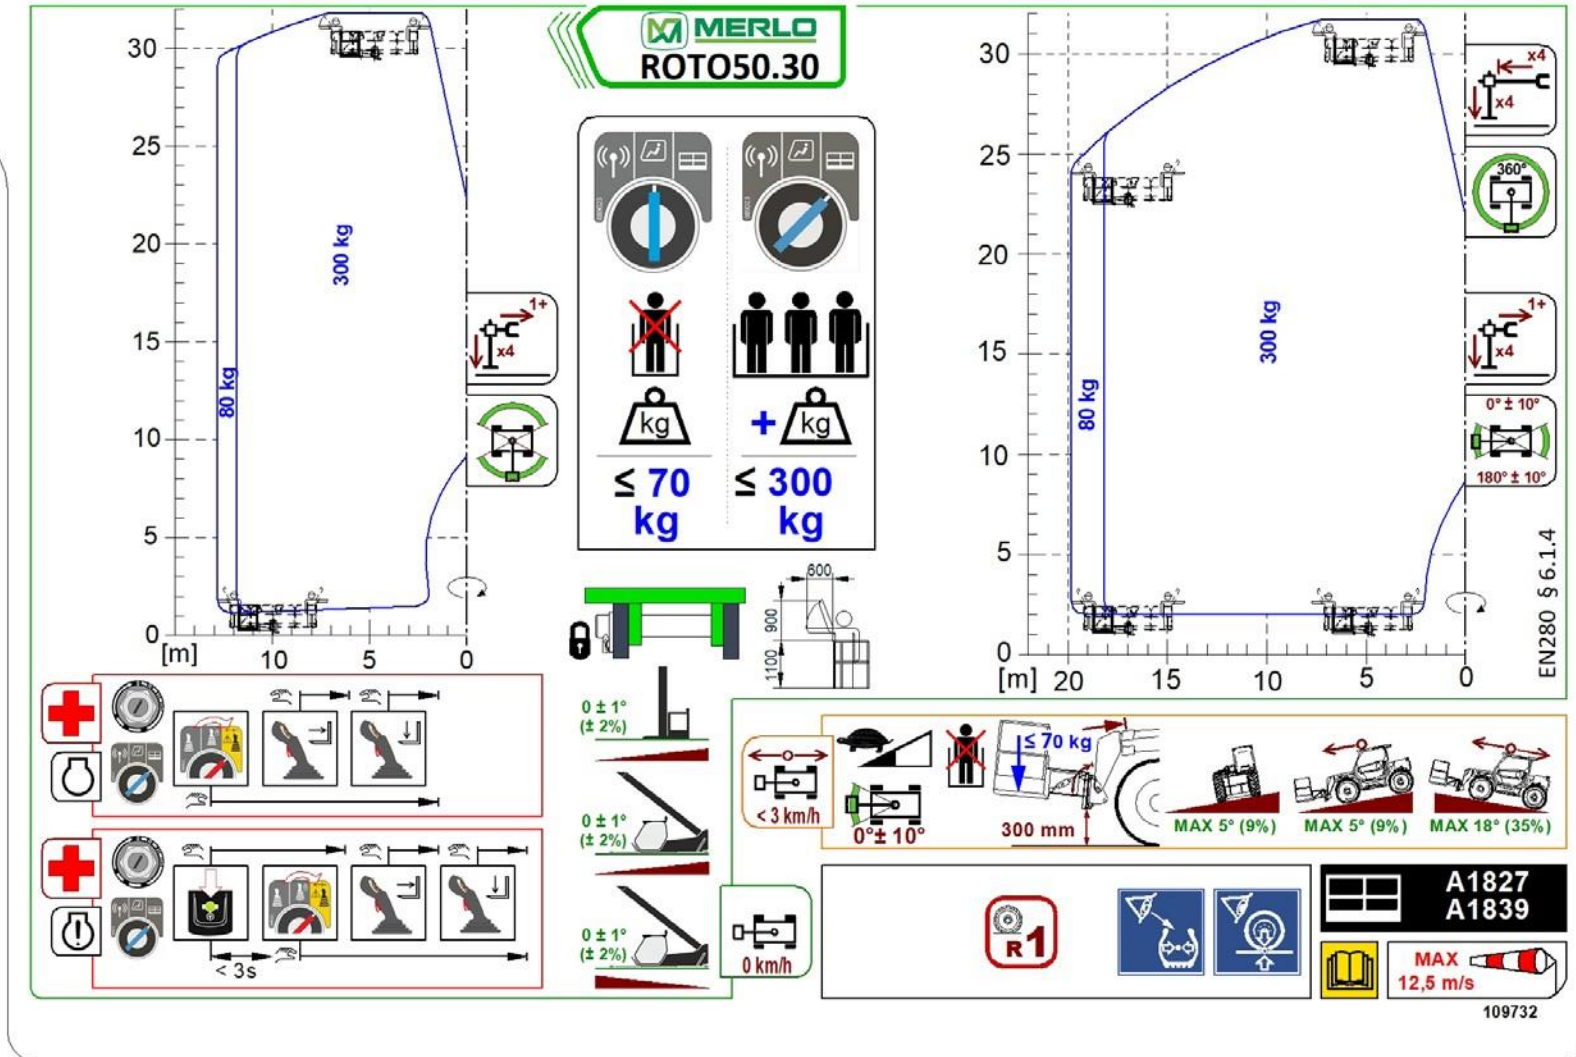 MERLO
ROTO50.30
30
25
20
15
10
5
0
[m]
10
5
0
300 kg
80 kg
1+
x4
kg
≤ 70
kg
+
kg
≤ 300
kg
30
25
20
15
10
5
0
[m]
20
15
10
5
0
300 kg
80 kg
x4
x4
360°
1+
x4
0° ± 10°
180° ± 10°
EN280 § 6.1.4
600
900
1100
0 ± 1°
(± 2%)
0 ± 1°
(± 2%)
0 ± 1°
(± 2%)
< 3s
< 3 km/h
0°± 10°
≤ 70 kg
300 mm
MAX 5° (9%)
MAX 5° (9%)
MAX 18° (35%)
0 km/h
R1
A1827
A1839
MAX
12,5 m/s
109732